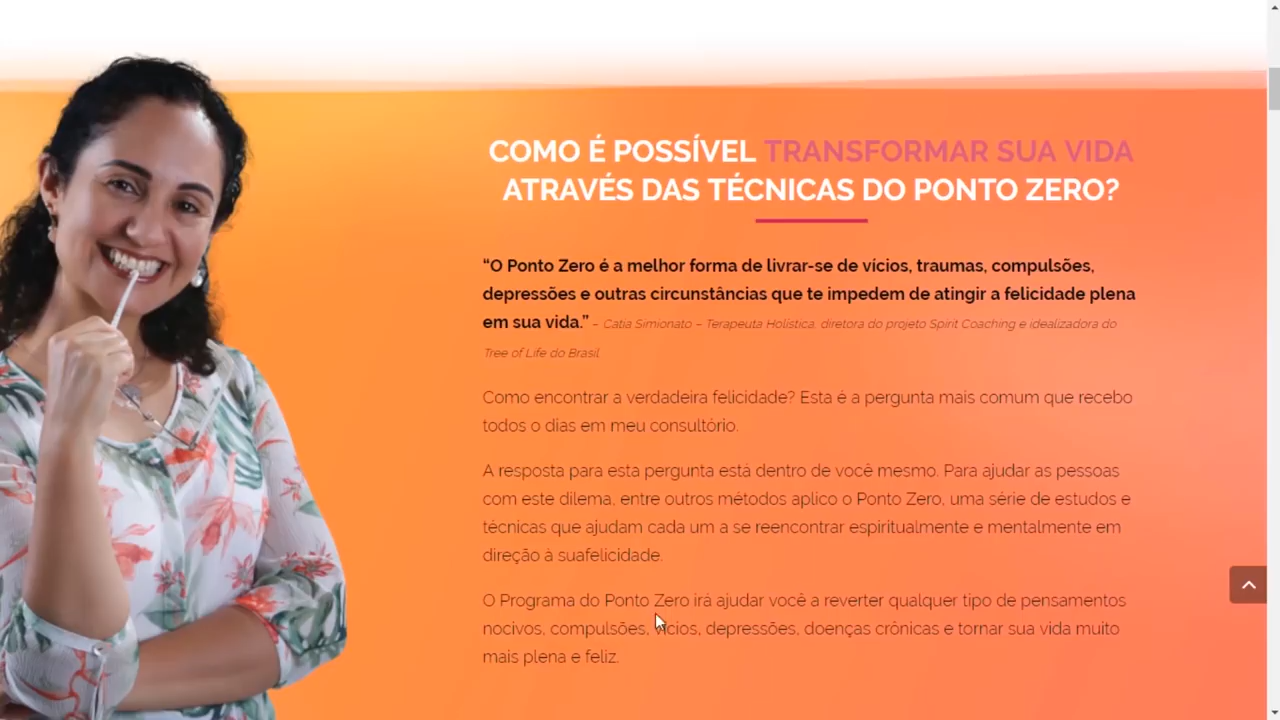 COMO É POSSÍVEL TRANSFORMAR SUA VIDA
ATRAVÉS DAS TÉCNICAS DO PONTO ZERO?
“O Ponto Zero é a melhor forma de livrar-se de vícios, traumas, compulsões,
depressões e outras circunstâncias que te impedem de atingir a felicidade plena
em sua vida.” – Catia Simionato – Terapeuta Holística, diretora do projeto Spirit Coaching e idealizadora do
Tree of Life do Brasil
Como encontrar a verdadeira felicidade? Esta é a pergunta mais comum que recebo
todos o dias em meu consultório.
A resposta para esta pergunta está dentro de você mesmo. Para ajudar as pessoas
com este dilema, entre outros métodos aplico o Ponto Zero, uma série de estudos e
técnicas que ajudam cada um a se reencontrar espiritualmente e mentalmente em
direção à suafelicidade.
O Programa do Ponto Zero irá ajudar você a reverter qualquer tipo de pensamentos
nocivos, compulsões, vícios, depressões, doenças crônicas e tornar sua vida muito
mais plena e feliz.